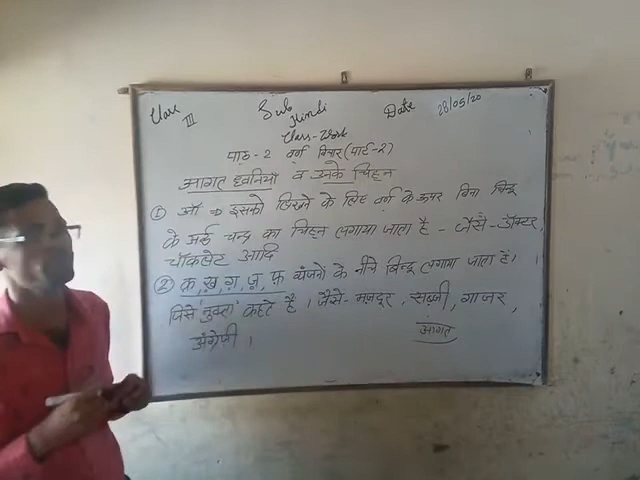 Class III Sub Hindi Date 28/05/20
Class-Work
पाठ-2 वर्ण विचार (पार्ट-2)
आगत ध्वनियाँ व उनके चिह्न
① ऑ ⇒ इसको लिखने के लिए वर्ण के ऊपर बिना बिन्दू
के अर्द्ध चन्द्र का चिह्न लगाया जाता है - जैसे-डॉक्टर,
चॉकलेट आदि
② क़, ख़, ग़, ज़, फ़ व्यंजनों के नीचे बिन्दू लगाया जाता है।
जिसे 'नुक्ता' कहते है। जैसे- मज़दूर, सब्ज़ी, गाजर,
अंग्रेज़ी।
आगत